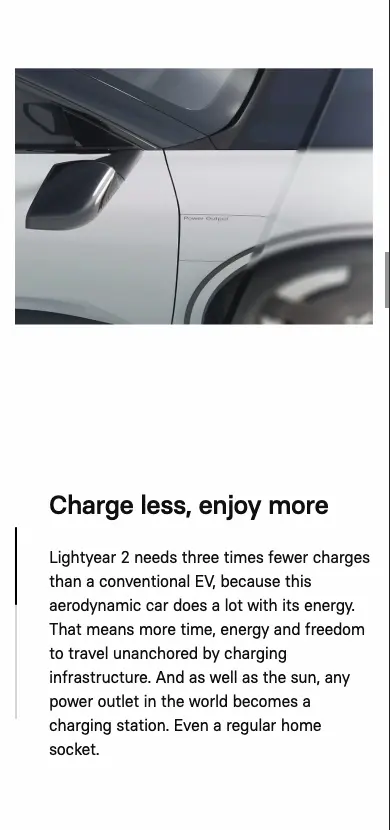 Power Output
Charge less, enjoy more
Lightyear 2 needs three times fewer charges
than a conventional EV, because this
aerodynamic car does a lot with its energy.
That means more time, energy and freedom
to travel unanchored by charging
infrastructure. And as well as the sun, any
power outlet in the world becomes a
charging station. Even a regular home
socket.